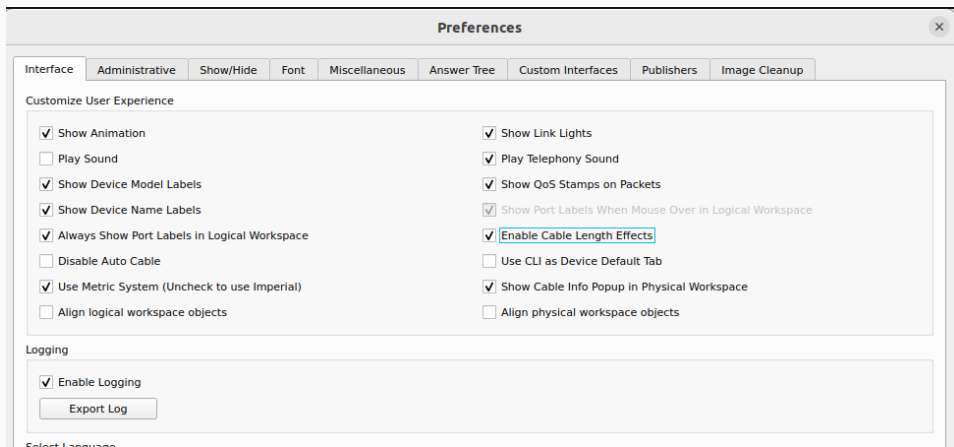 Preferences
Interface Administrative Show/Hide Font Miscellaneous Answer Tree Custom Interfaces Publishers Image Cleanup
Customize User Experience
Show Animation Show Link Lights
Play Sound Play Telephony Sound
Show Device Model Labels Show QoS Stamps on Packets
Show Device Name Labels Show Port Labels When Mouse Over in Logical Workspace
Always Show Port Labels in Logical Workspace Enable Cable Length Effects
Disable Auto Cable Use CLI as Device Default Tab
Use Metric System (Uncheck to use Imperial) Show Cable Info Popup in Physical Workspace
Align logical workspace objects Align physical workspace objects
Logging
Enable Logging
Export Log
Select Language